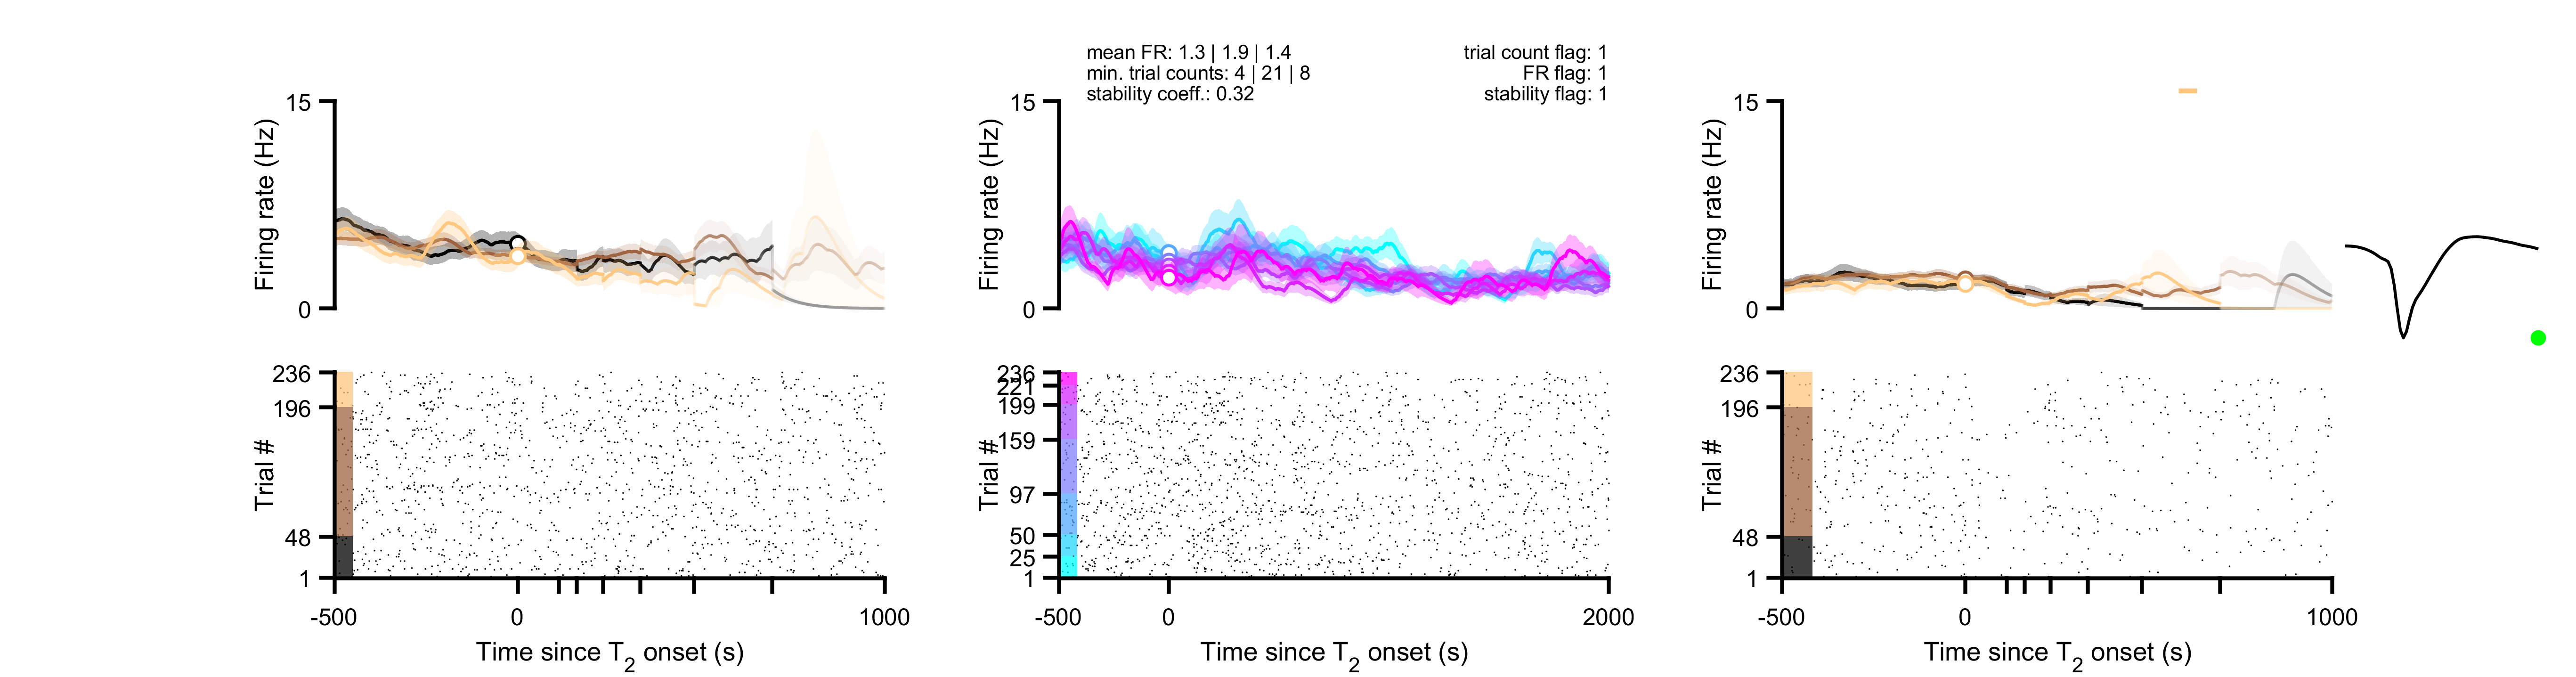 mean FR: 1.3 | 1.9 | 1.4
min. trial counts: 4 | 21 | 8
stability coeff.: 0.32
trial count flag: 1
FR flag: 1
stability flag: 1
15
Firing rate (Hz)
0
236
196
Trial #
48
1
-500
0
1000
Time since T2 onset (s)
15
Firing rate (Hz)
0
236
221
199
159
Trial #
97
50
25
1
-500
0
2000
Time since T2 onset (s)
15
Firing rate (Hz)
0
236
196
Trial #
48
1
-500
0
1000
Time since T2 onset (s)